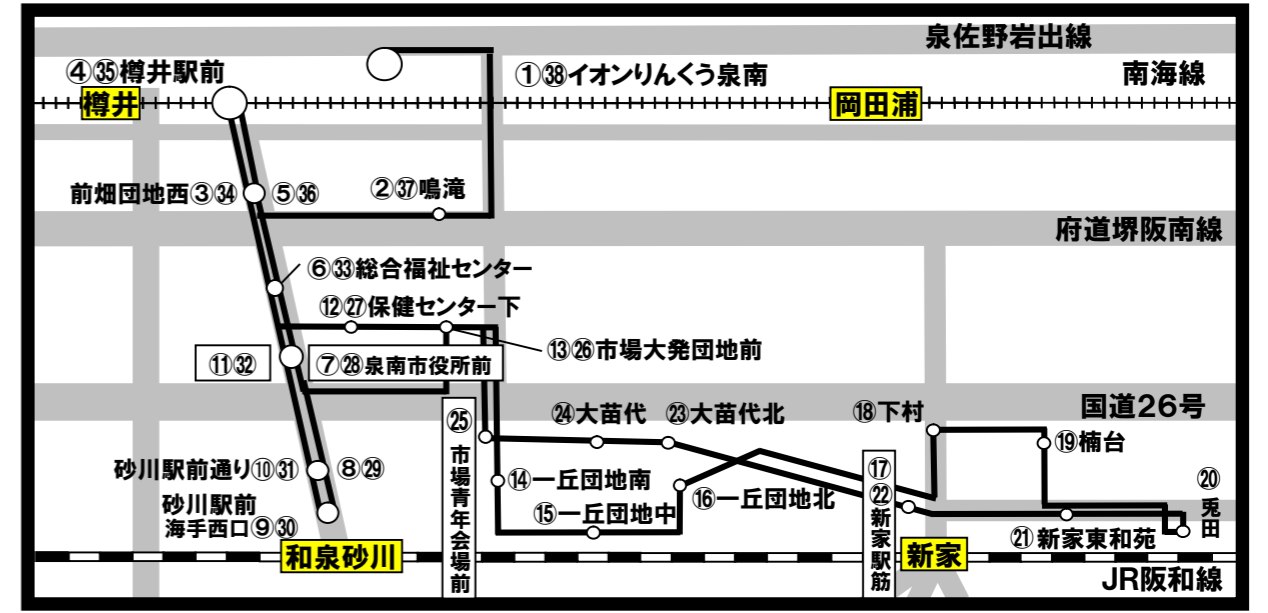 泉佐野岩出線
④㉟樽井駅前
①㊳イオンりんくう泉南
南海線
樽井
岡田浦
前畑団地西③㉞
⑤㊱
②㊲鳴滝
府道堺阪南線
⑥㉝総合福祉センター
⑫㉗保健センター下
⑬㉖市場大発団地前
⑪㉜
⑦㉘泉南市役所前
国道26号
㉕市場青年会場前
㉔大苗代
㉓大苗代北
⑱下村
⑲楠台
砂川駅前通り⑩㉛
⑧㉙
⑭一丘団地南
⑮一丘団地中
⑯一丘団地北
⑰㉒新家駅筋
⑳兎田
砂川駅前
海手西口⑨㉚
㉑新家東和苑
和泉砂川
新家
JR阪和線